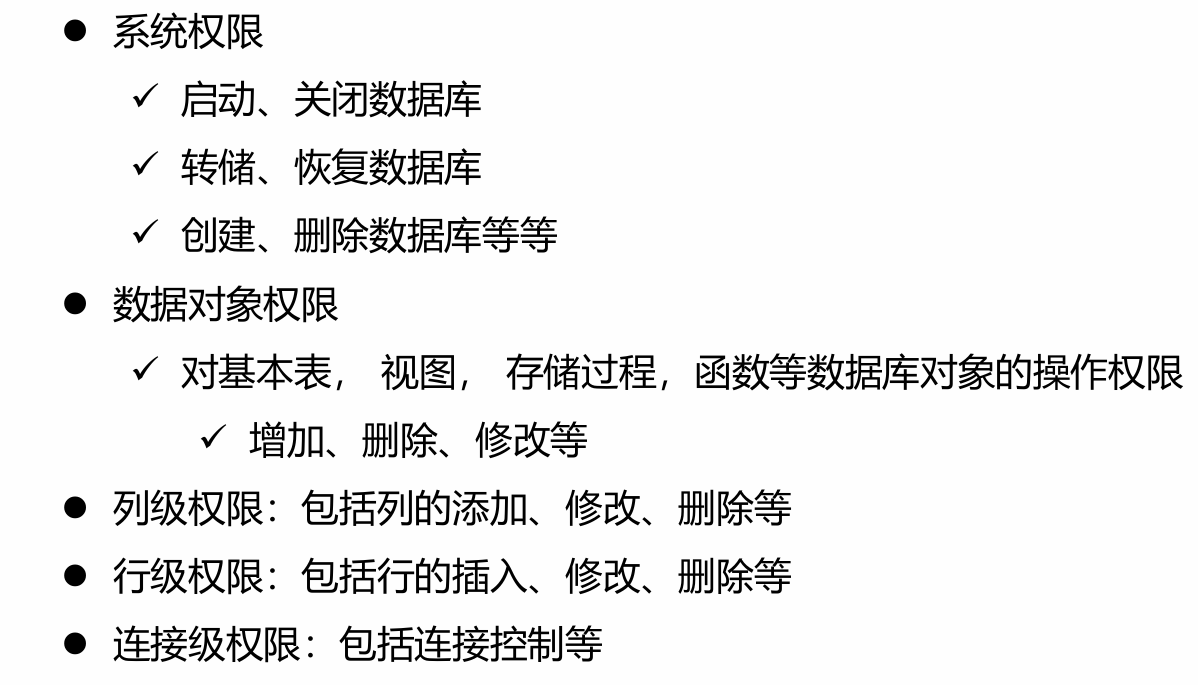 ● 系统权限
✓ 启动、关闭数据库
✓ 转储、恢复数据库
✓ 创建、删除数据库等等
● 数据对象权限
✓ 对基本表， 视图， 存储过程，函数等数据库对象的操作权限
✓ 增加、删除、修改等
● 列级权限：包括列的添加、修改、删除等
● 行级权限：包括行的插入、修改、删除等
● 连接级权限：包括连接控制等